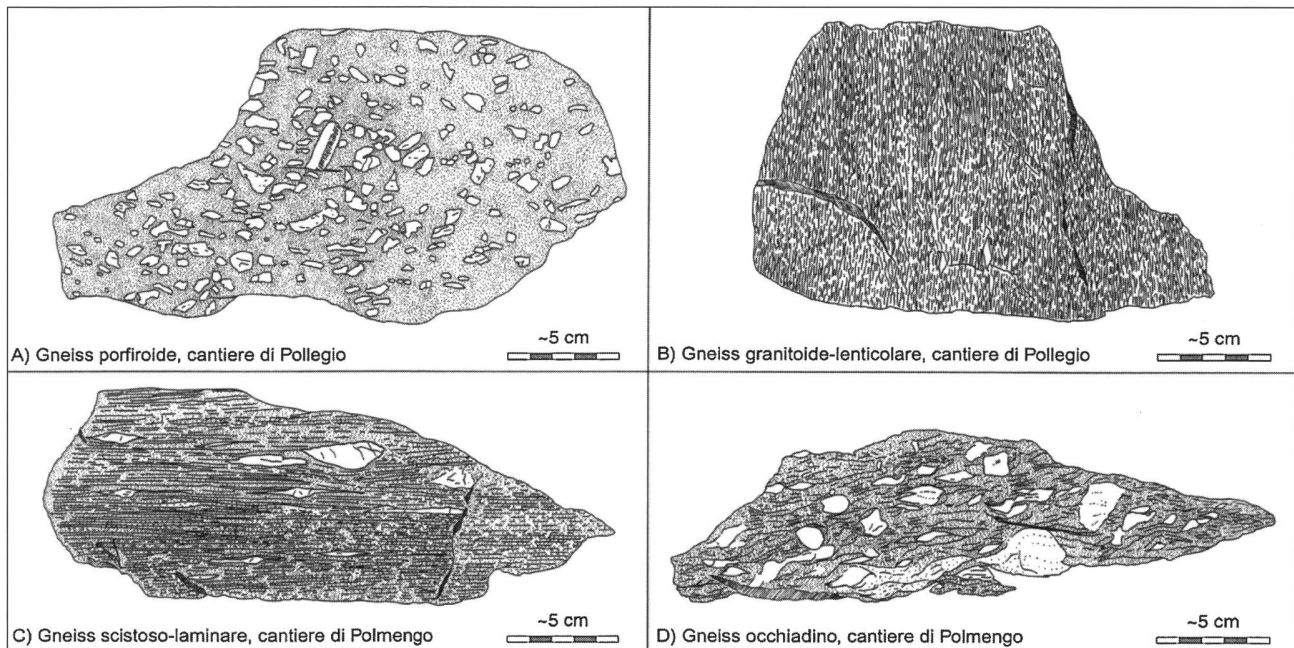 ~5 cm
A) Gneiss porfiroide, cantiere di Pollegio
~5 cm
B) Gneiss granitoide-lenticolare, cantiere di Pollegio
~5 cm
C) Gneiss scistoso-laminare, cantiere di Polmengo
~5 cm
D) Gneiss occhiadino, cantiere di Polmengo